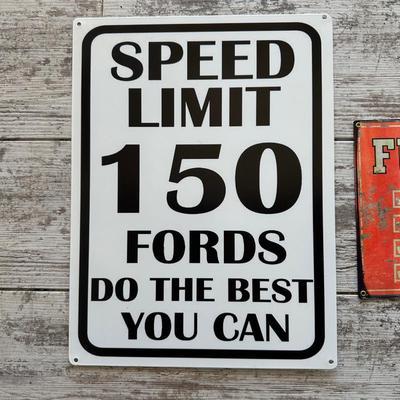 SPEED
LIMIT
150
FORDS
DO THE BEST
YOU CAN